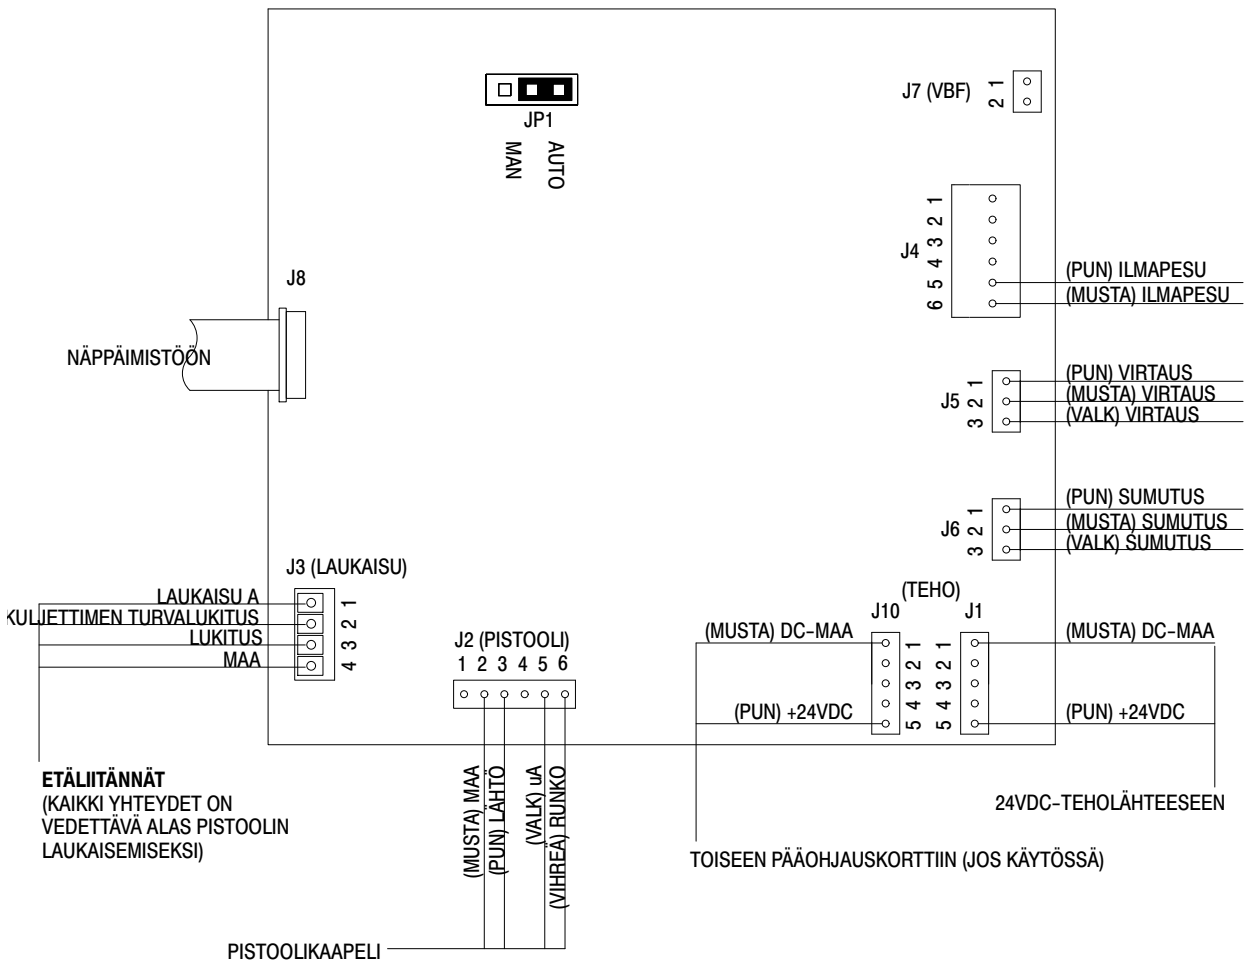 J7 (VBF)
1
2
JP1
MAN
AUTO
J4
1
2
3
4
5
6
(PUN) ILMAPESU
(MUSTA) ILMAPESU
J8
NÄPPÄIMISTÖÖN
J5
1
2
3
(PUN) VIRTAUS
(MUSTA) VIRTAUS
(VALK) VIRTAUS
J6
1
2
3
(PUN) SUMUTUS
(MUSTA) SUMUTUS
(VALK) SUMUTUS
J3 (LAUKAISU)
LAUKAISU A
KULJETTIMEN TURVALUKITUS
LUKITUS
MAA
1
2
3
4
J2 (PISTOOLI)
1 2 3 4 5 6
(TEHO)
J10
J1
(MUSTA) DC-MAA
(PUN) +24VDC
1
2
3
4
5
1
2
3
4
5
(MUSTA) DC-MAA
(PUN) +24VDC
ETÄLIITÄNNÄT
(KAIKKI YHTEYDET ON
VEDETTÄVÄ ALAS PISTOOLIN
LAUKAISEMISEKSI)
(MUSTA) MAA
(PUN) LÄHTÖ
(VALK) uA
(VIHREÄ) RUNKO
24VDC-TEHOLÄHTEESEEN
TOISEEN PÄÄOHJAUSKORTTIIN (JOS KÄYTÖSSÄ)
PISTOOLIKAAPELI